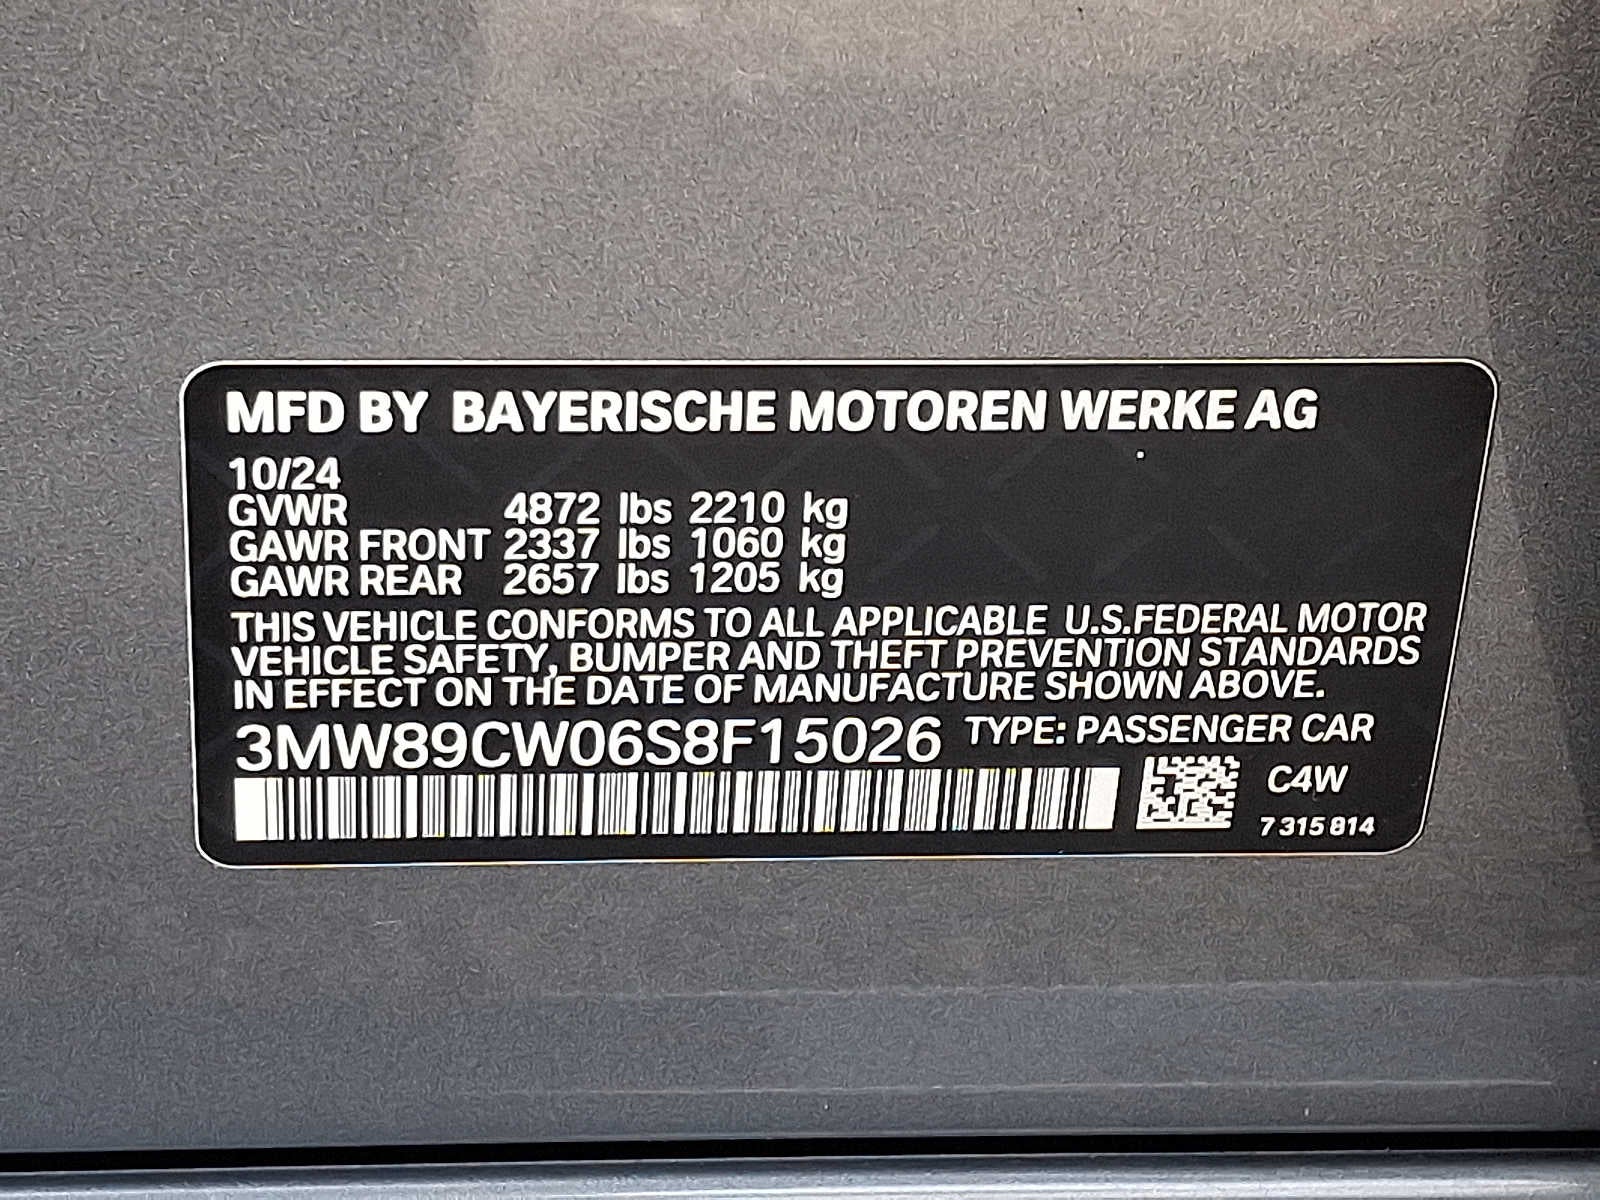 MFD BY BAYERISCHE MOTOREN WERKE AG
10/24
GVWR 4872 lbs 2210 kg
GAWR FRONT 2337 lbs 1060 kg
GAWR REAR 2657 lbs 1205 kg
THIS VEHICLE CONFORMS TO ALL APPLICABLE U.S.FEDERAL MOTOR
VEHICLE SAFETY, BUMPER AND THEFT PREVENTION STANDARDS
IN EFFECT ON THE DATE OF MANUFACTURE SHOWN ABOVE.
3MW89CW06S8F15026 TYPE: PASSENGER CAR
C4W
7 315 814